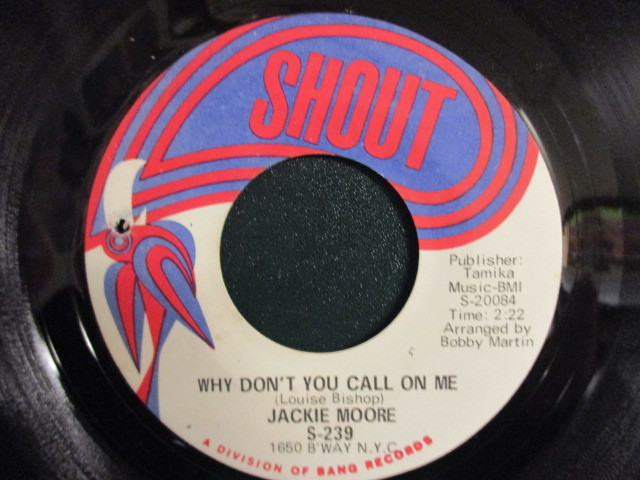 SHOUT
Publisher:
Tamika
Music-BMI
S-20084
Time: 2:22
Arranged by
Bobby Martin
WHY DON'T YOU CALL ON ME
(Louise Bishop)
JACKIE MOORE
S-239
1650 B'WAY N.Y.C.
A DIVISION OF BANG RECORDS